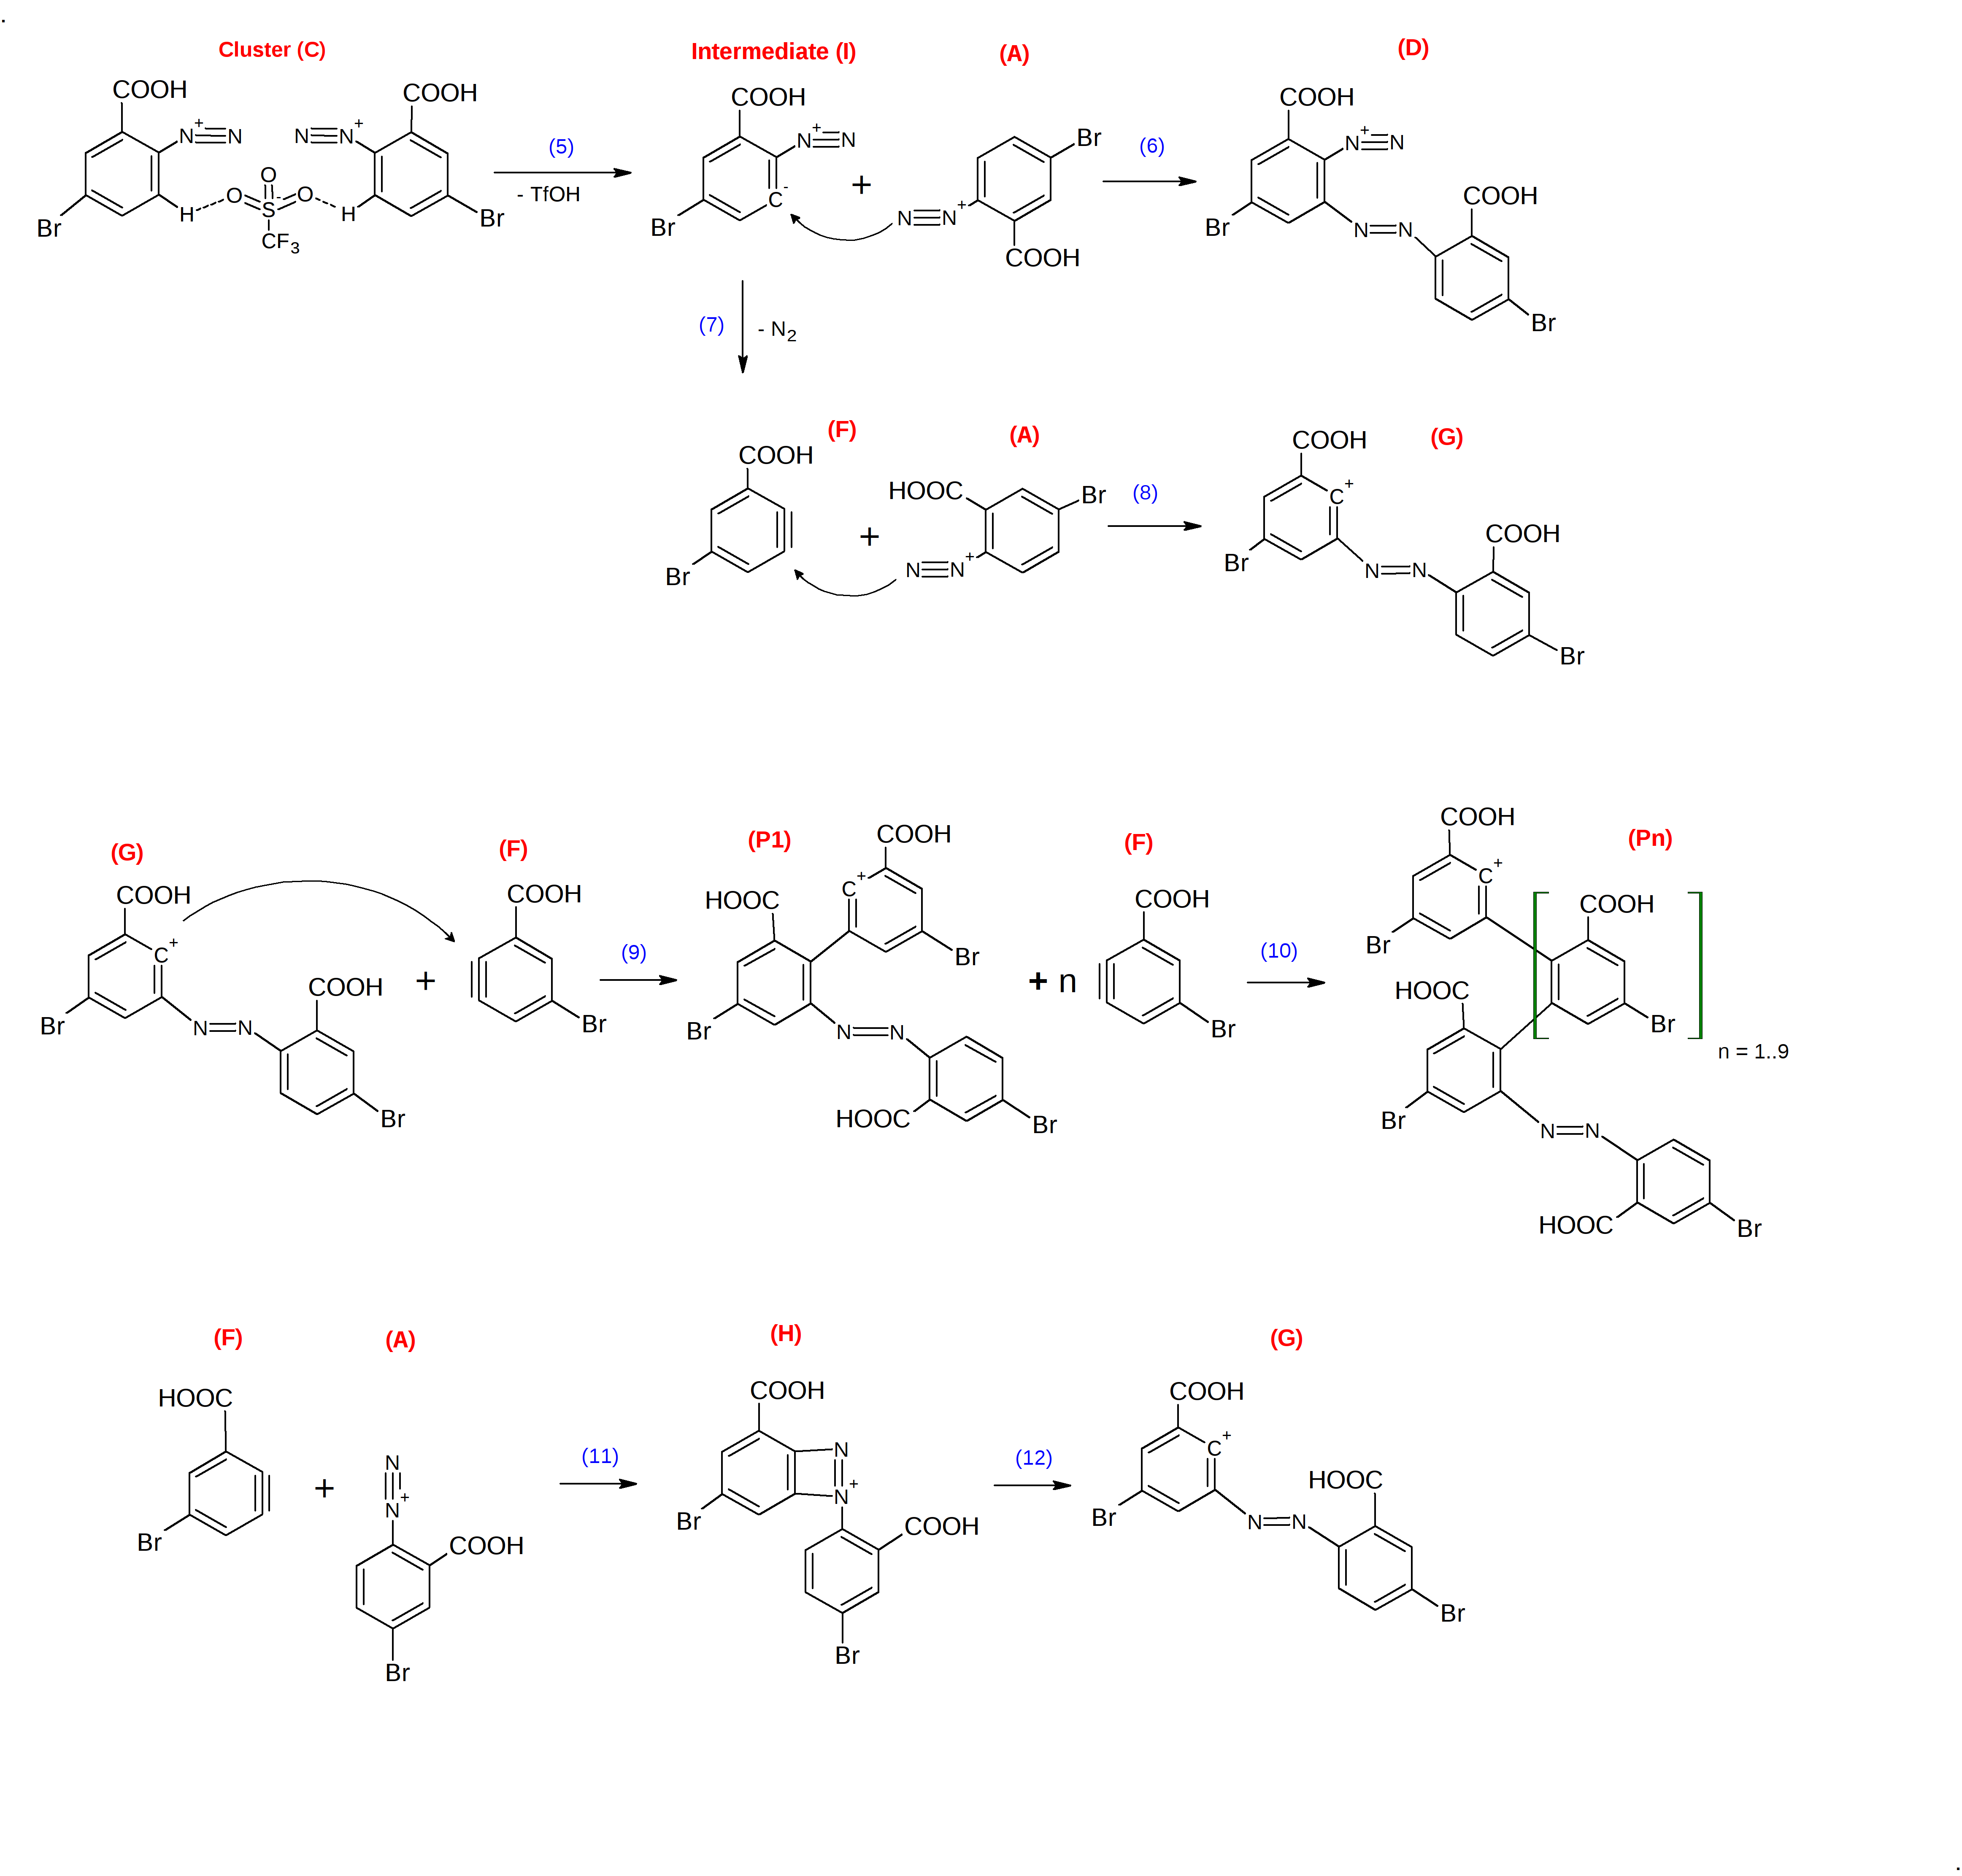 Cluster (C)
Intermediate (I)
(A)
(D)
COOH
N+N
N N+
COOH
Br
H
O
O
S
O
H
CF3
Br
(5)
- TfOH
COOH
N+N
C-
Br
+
N N+
Br
COOH
(6)
COOH
N+N
Br
N N
COOH
Br
(7)
- N2
(F)
(A)
(G)
COOH
Br
+
HOOC
Br
N N+
(8)
COOH
C+
Br
N N
COOH
Br
(G)
(F)
(P1)
(F)
(Pn)
COOH
C+
Br
N N
COOH
Br
+
COOH
Br
(9)
COOH
C+
HOOC
Br
Br
N N
HOOC
Br
+ n
COOH
Br
(10)
COOH
C+
Br
COOH
Br
n = 1..9
HOOC
Br
N N
HOOC
Br
(F)
(A)
(H)
(G)
HOOC
Br
+
N
N+
COOH
Br
(11)
COOH
N
N+
Br
COOH
Br
(12)
COOH
C+
Br
N N
HOOC
Br